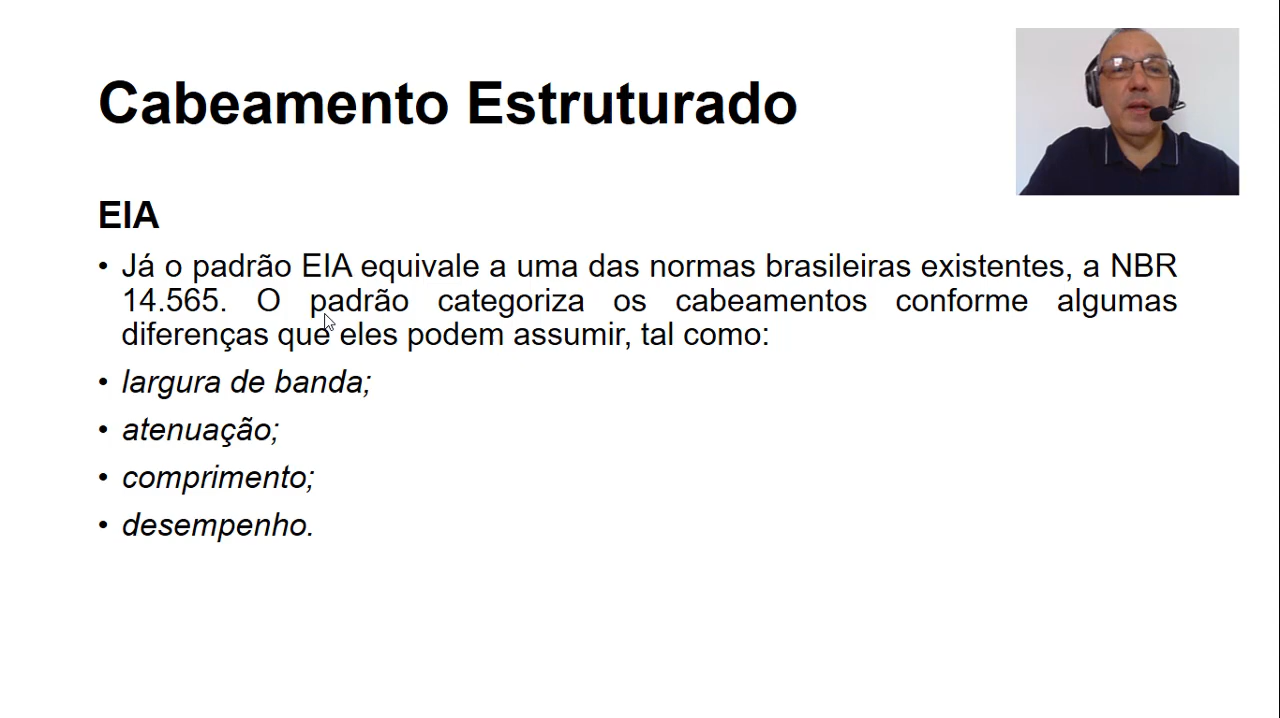 Cabeamento Estruturado
EIA
• Já o padrão EIA equivale a uma das normas brasileiras existentes, a NBR
14.565. O padrão categoriza os cabeamentos conforme algumas
diferenças que eles podem assumir, tal como:
• largura de banda;
• atenuação;
• comprimento;
• desempenho.